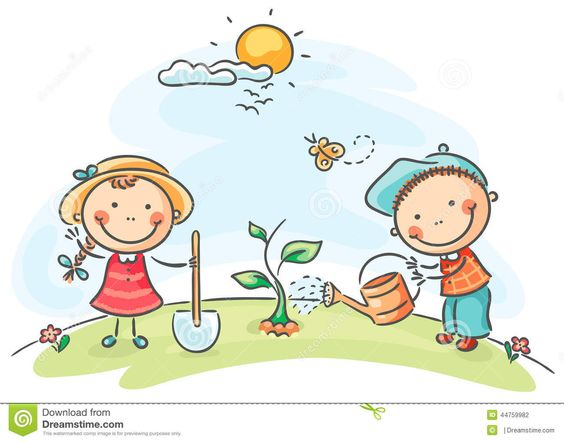 Download from
Dreamstime.com
This watermarked comp image is for previewing purposes only.
44759982
Dreamstime.com